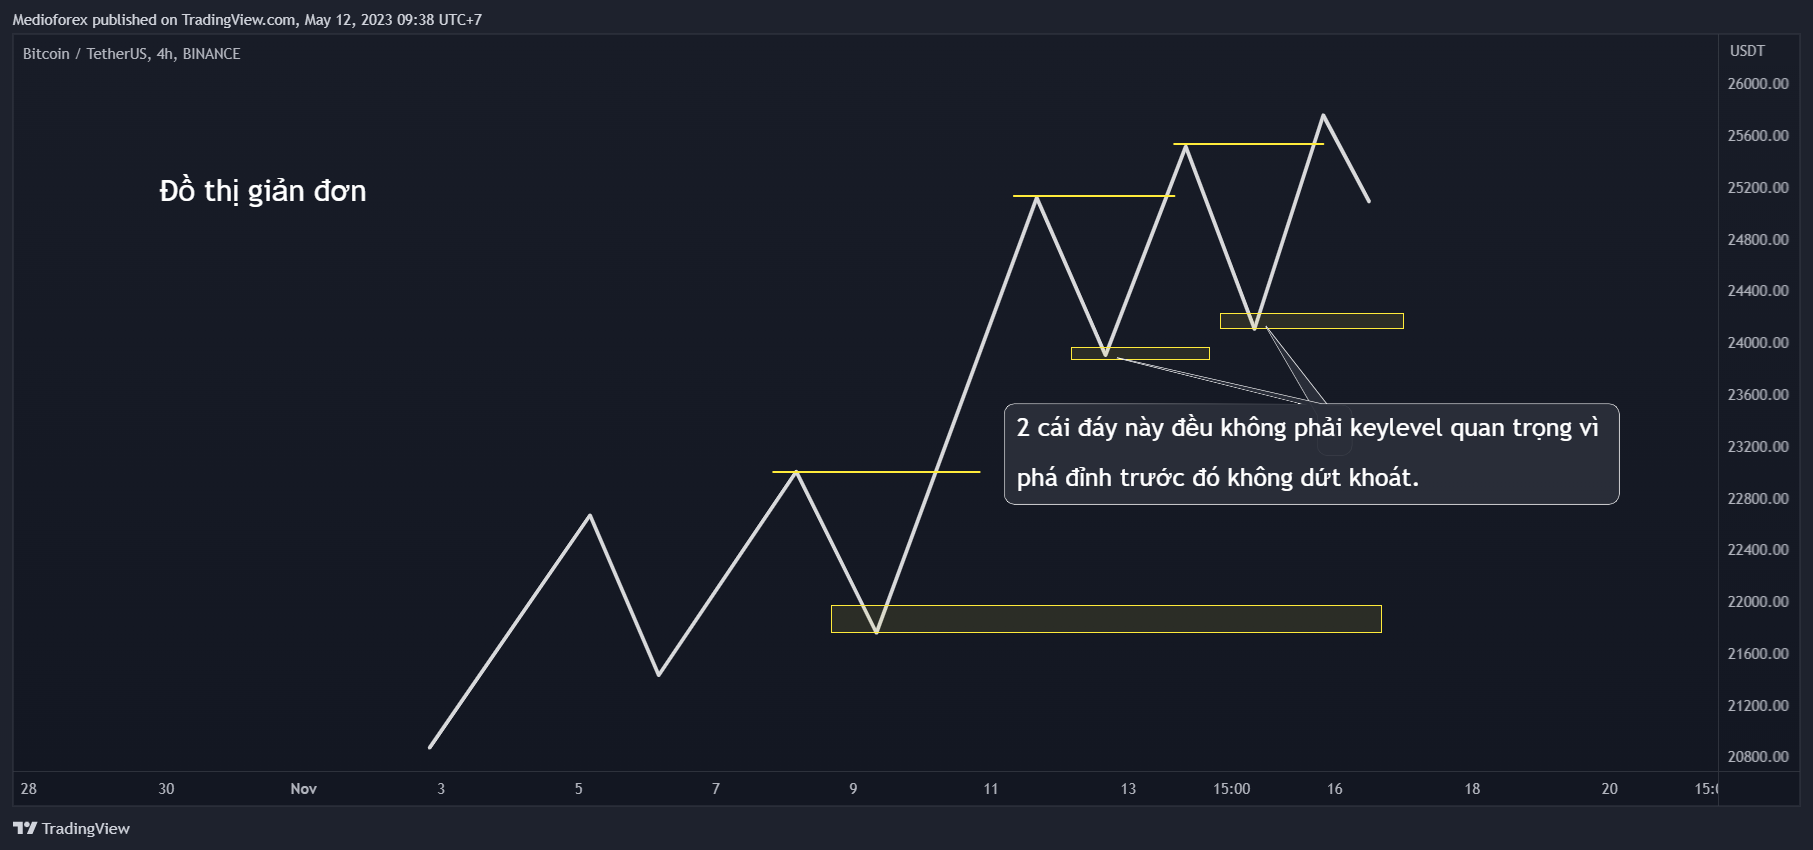 Medioforex published on TradingView.com, May 12, 2023 09:38 UTC+7
Bitcoin / TetherUS, 4h, BINANCE
USDT
26000.00
25600.00
Đồ thị giản đơn
25200.00
24800.00
24400.00
24000.00
23600.00
2 cái đáy này đều không phải keylevel quan trọng vì
phá đỉnh trước đó không dứt khoát.
23200.00
22800.00
22400.00
22000.00
21600.00
21200.00
20800.00
28 30 Nov 3 5 7 9 11 13 15:00 16 18 20
TradingView